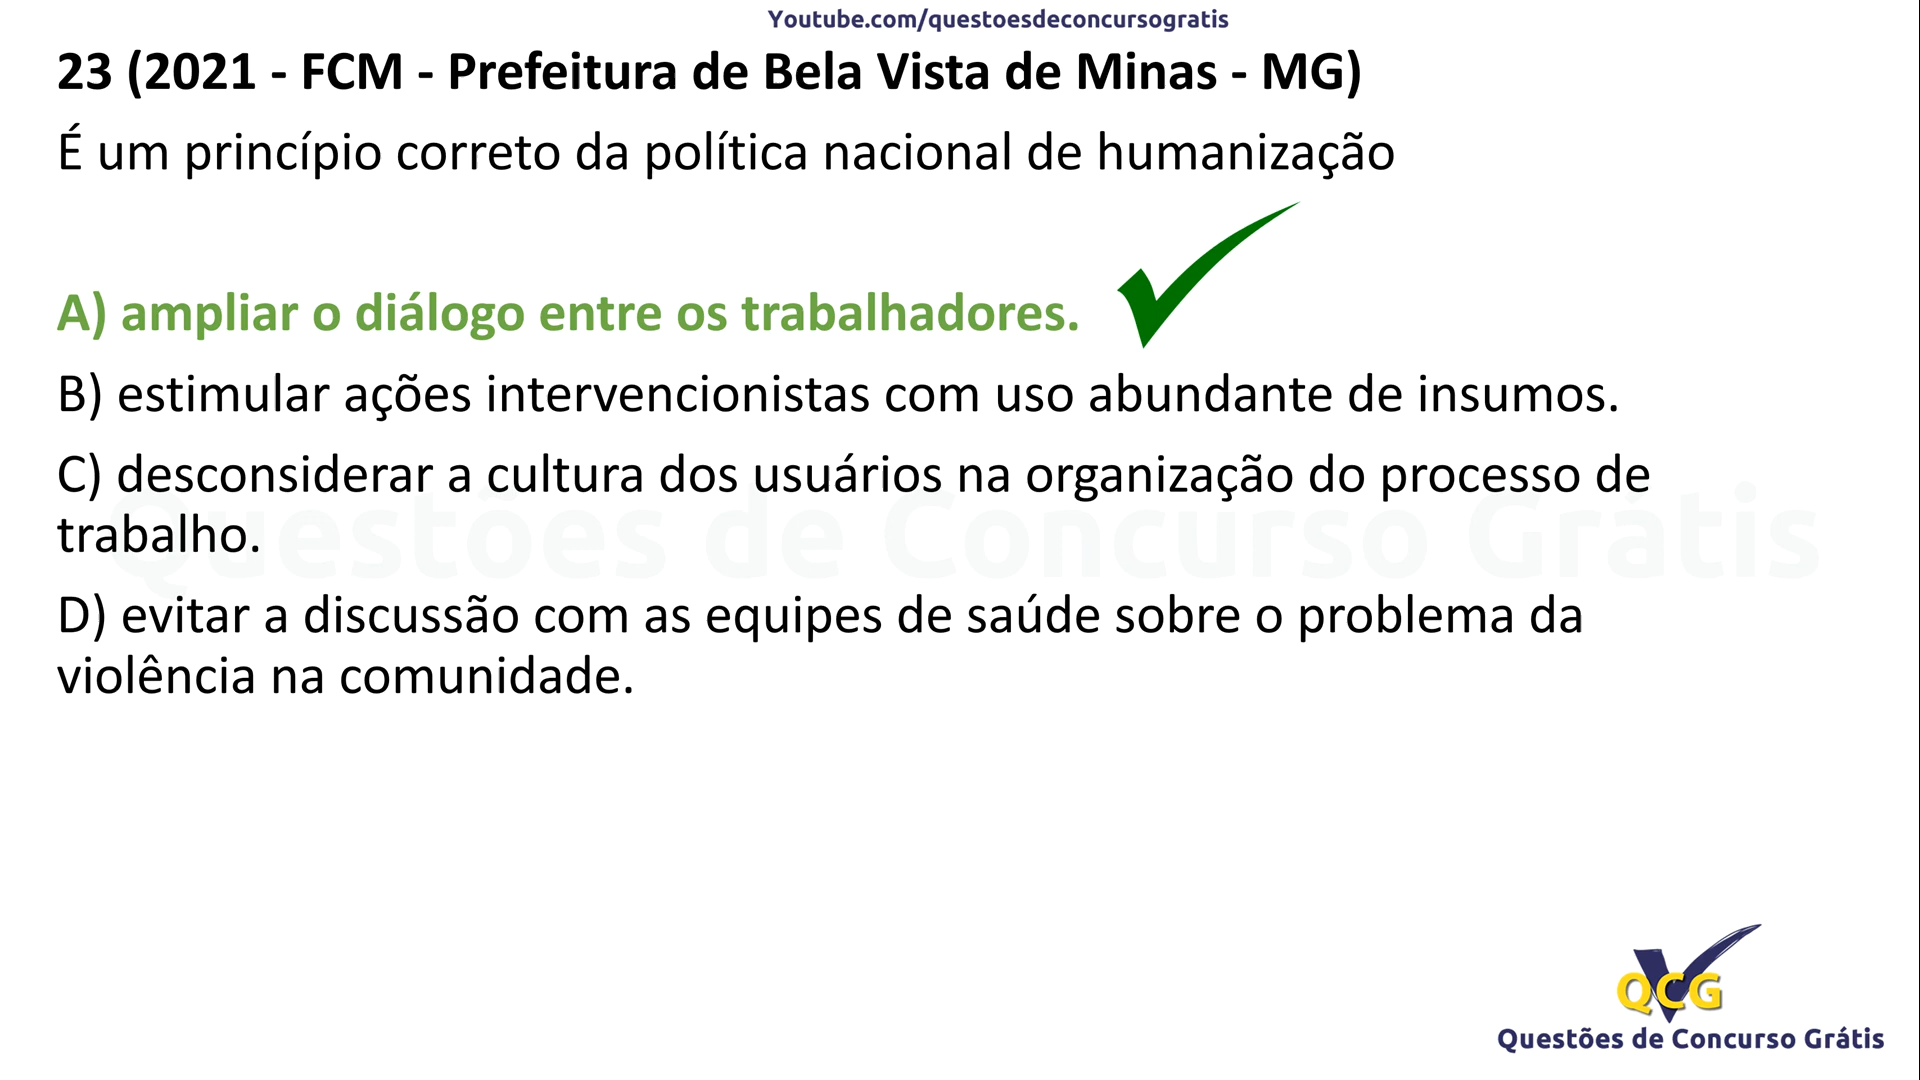 Youtube.com/questoesdeconcursogratis
23 (2021 - FCM - Prefeitura de Bela Vista de Minas - MG)
É um princípio correto da política nacional de humanização
A) ampliar o diálogo entre os trabalhadores.
B) estimular ações intervencionistas com uso abundante de insumos.
C) desconsiderar a cultura dos usuários na organização do processo de
trabalho.
Questões de Concurso Grátis
D) evitar a discussão com as equipes de saúde sobre o problema da
violência na comunidade.
QCG
Questões de Concurso Grátis